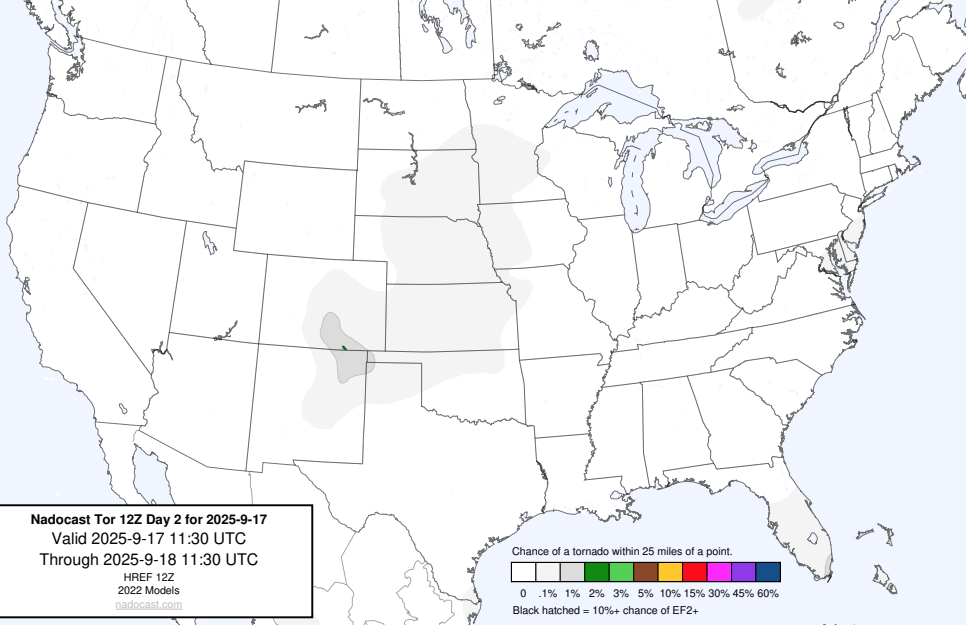 Nadocast Tor 12Z Day 2 for 2025-9-17
Valid 2025-9-17 11:30 UTC
Through 2025-9-18 11:30 UTC
HREF 12Z
2022 Models
nadocast.com
Chance of a tornado within 25 miles of a point.
0 .1% 1% 2% 3% 5% 10% 15% 30% 45% 60%
Black hatched = 10%+ chance of EF2+